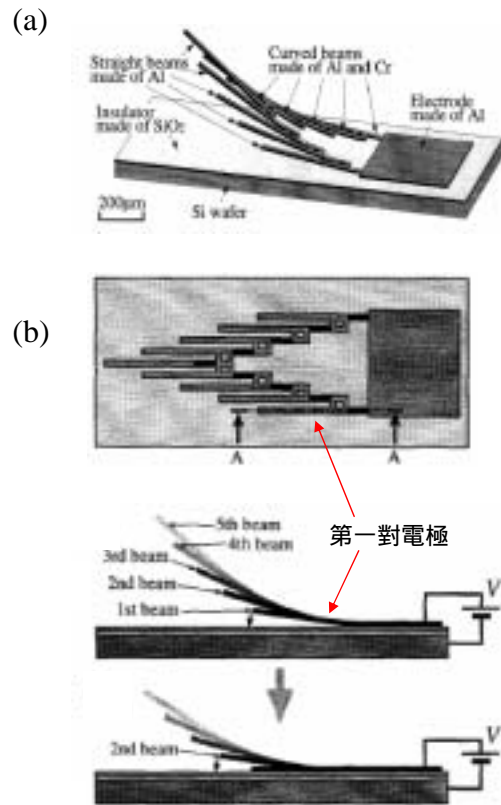 (a)
Straight beams
made of Al
Curved beams
made of Al and Cr
Electrode
made of Al
Insulator
made of SiO₂
200μm
Si wafer
(b)
A
A
第一對電極
5th beam
4th beam
3rd beam
2nd beam
1st beam
V
2nd beam
V